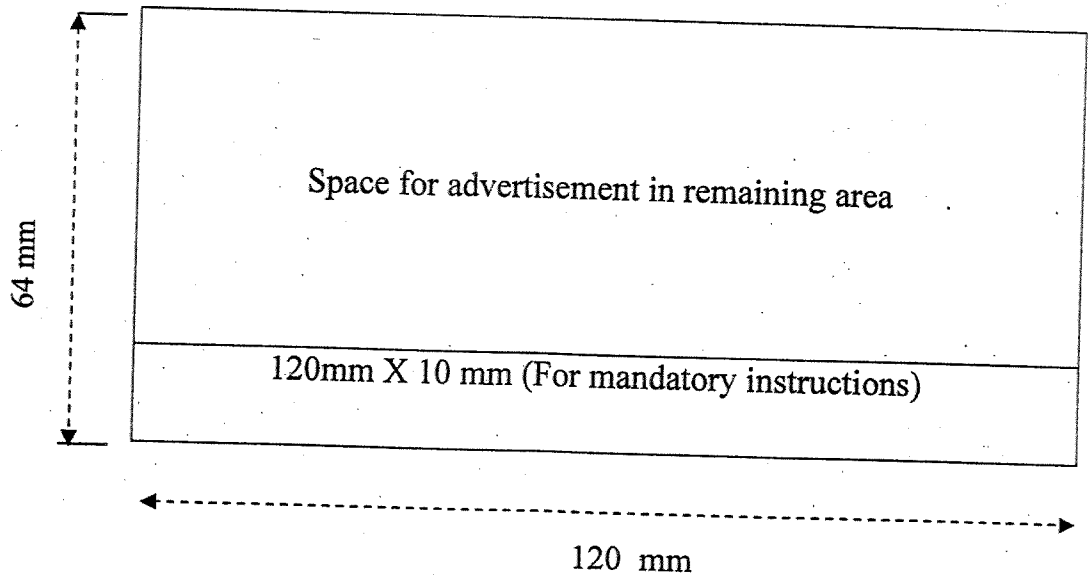 Space for advertisement in remaining area
64 mm
120mm X 10 mm (For mandatory instructions)
120 mm